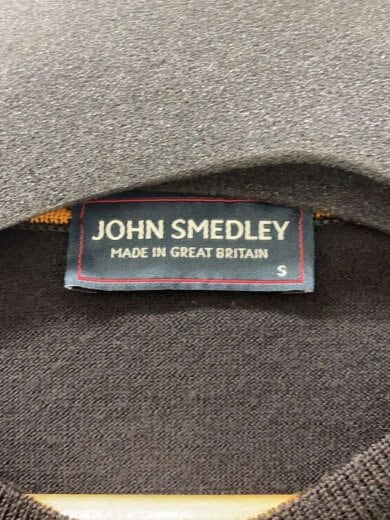 JOHN SMEDLEY
MADE IN GREAT BRITAIN
S